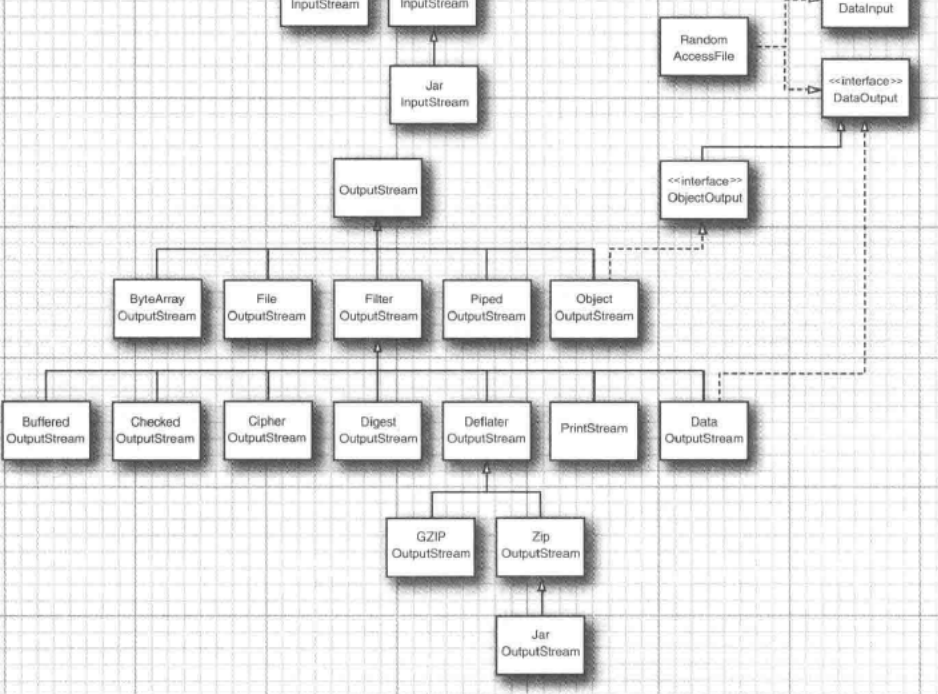 InputStream
InputStream
DataInput
Random
AccessFile
Jar
InputStream
<<interface>>
DataOutput
OutputStream
<<interface>>
ObjectOutput
ByteArray
OutputStream
File
OutputStream
Filter
OutputStream
Piped
OutputStream
Object
OutputStream
Buffered
OutputStream
Checked
OutputStream
Cipher
OutputStream
Digest
OutputStream
Deflater
OutputStream
PrintStream
Data
OutputStream
GZIP
OutputStream
Zip
OutputStream
Jar
OutputStream